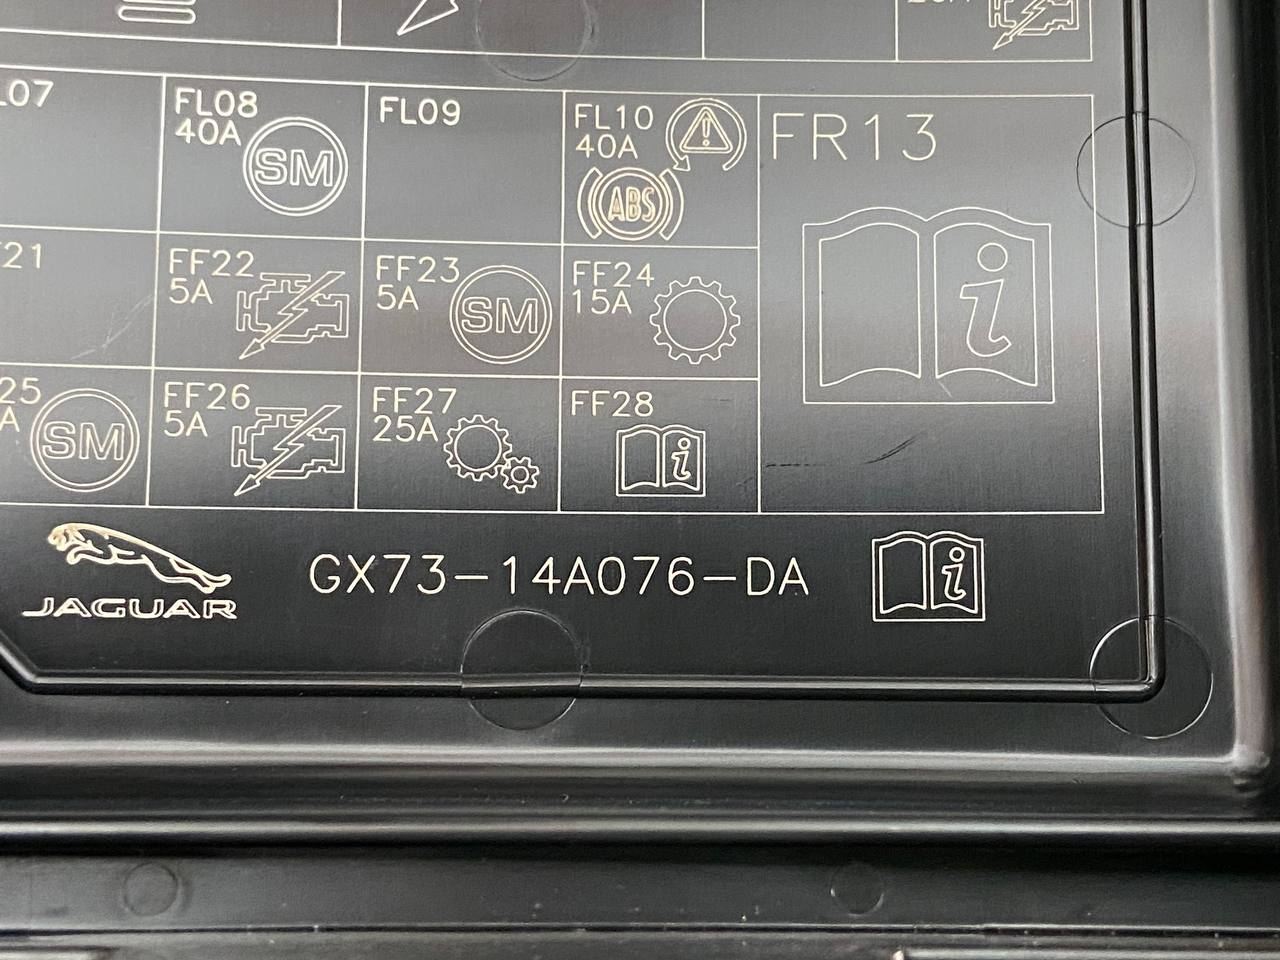 FL08
40A
SM
FL09
FL10
40A
ABS
FR13
FF22
5A
FF23
5A
SM
FF24
15A
SM
FF26
5A
FF27
25A
FF28
JAGUAR
GX73-14A076-DA